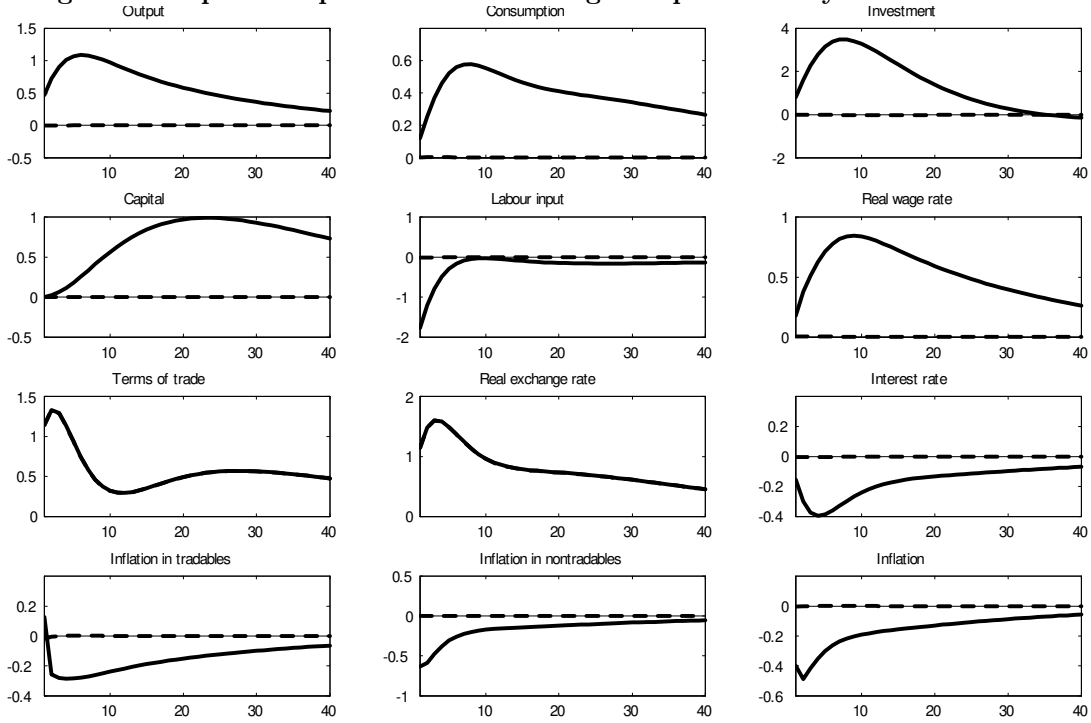 Output Consumption Investment
1.5
1
0.5
0
-0.5
10 20 30 40
0.6
0.4
0.2
0
10 20 30 40
4
2
0
-2
10 20 30 40
Capital Labour input Real wage rate
1
0.5
0
-0.5
10 20 30 40
1
0
-1
-2
10 20 30 40
1
0.5
0
10 20 30 40
Terms of trade Real exchange rate Interest rate
1.5
1
0.5
0
10 20 30 40
2
1
0
10 20 30 40
0.2
0
-0.2
-0.4
10 20 30 40
Inflation in tradables Inflation in nontradables Inflation
0.2
0
-0.2
-0.4
10 20 30 40
0.5
0
-0.5
-1
10 20 30 40
0
-0.2
-0.4
-0.6
10 20 30 40